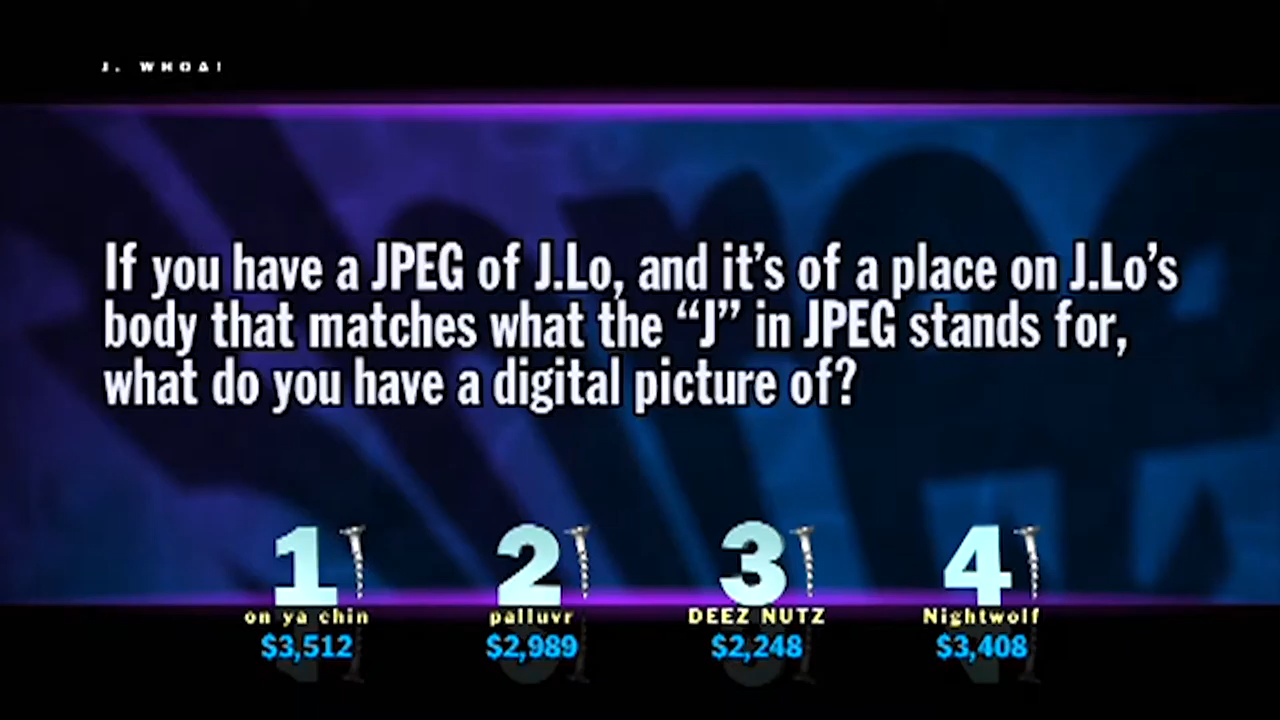 J. WHOA!
If you have a JPEG of J.Lo, and it's of a place on J.Lo's
body that matches what the “J” in JPEG stands for,
what do you have a digital picture of?
1 2 3 4
on ya chin palluvr DEEZ NUTZ Nightwolf
$3,512 $2,989 $2,248 $3,408